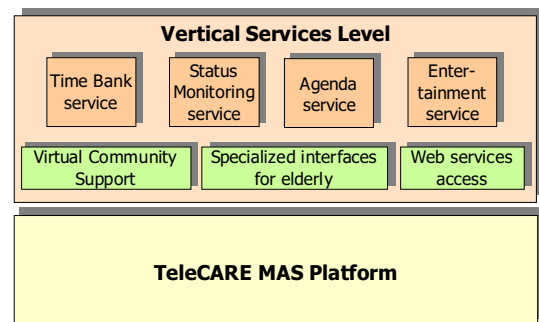 Vertical Services Level
Time Bank
service
Status
Monitoring
service
Agenda
service
Enter-
tainment
service
Virtual Community
Support
Specialized interfaces
for elderly
Web services
access
TeleCARE MAS Platform